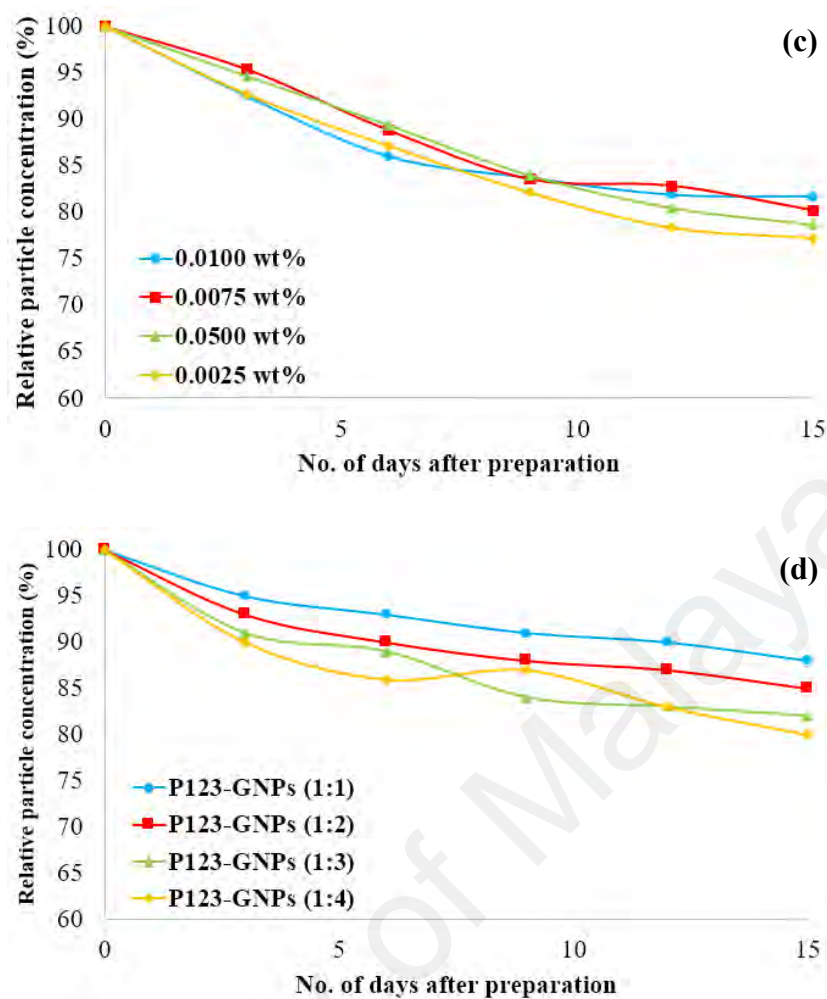 (c)
Relative particle concentration (%)
100
95
90
85
80
75
70
65
60
0.0100 wt%
0.0075 wt%
0.0500 wt%
0.0025 wt%
0
5
10
15
No. of days after preparation
(d)
Relative particle concentration (%)
100
95
90
85
80
75
70
65
60
P123-GNPs (1:1)
P123-GNPs (1:2)
P123-GNPs (1:3)
P123-GNPs (1:4)
0
5
10
15
No. of days after preparation
of Malaya